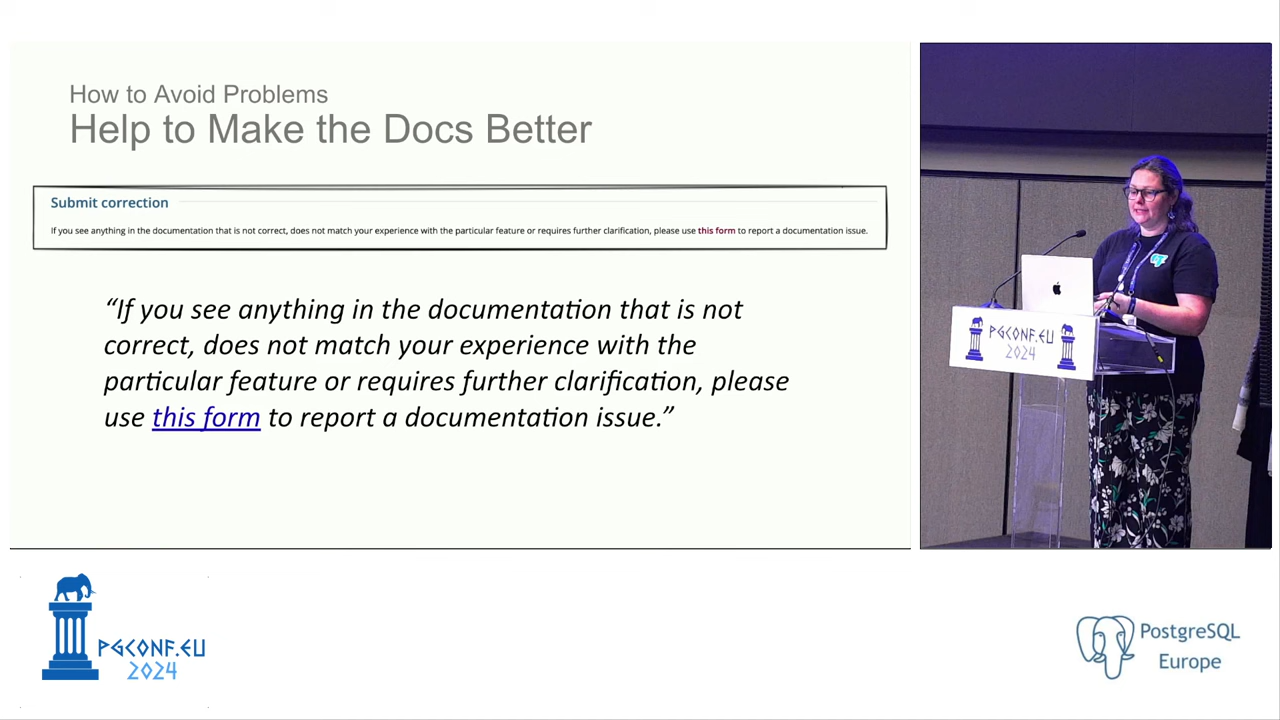 How to Avoid Problems
Help to Make the Docs Better
Submit correction
If you see anything in the documentation that is not correct, does not match your experience with the particular feature or requires further clarification, please use this form to report a documentation issue.
“If you see anything in the documentation that is not
correct, does not match your experience with the
particular feature or requires further clarification, please
use this form to report a documentation issue.”
PGCONF.EU
2024
PGCONF.EU
2024
PostgreSQL
Europe